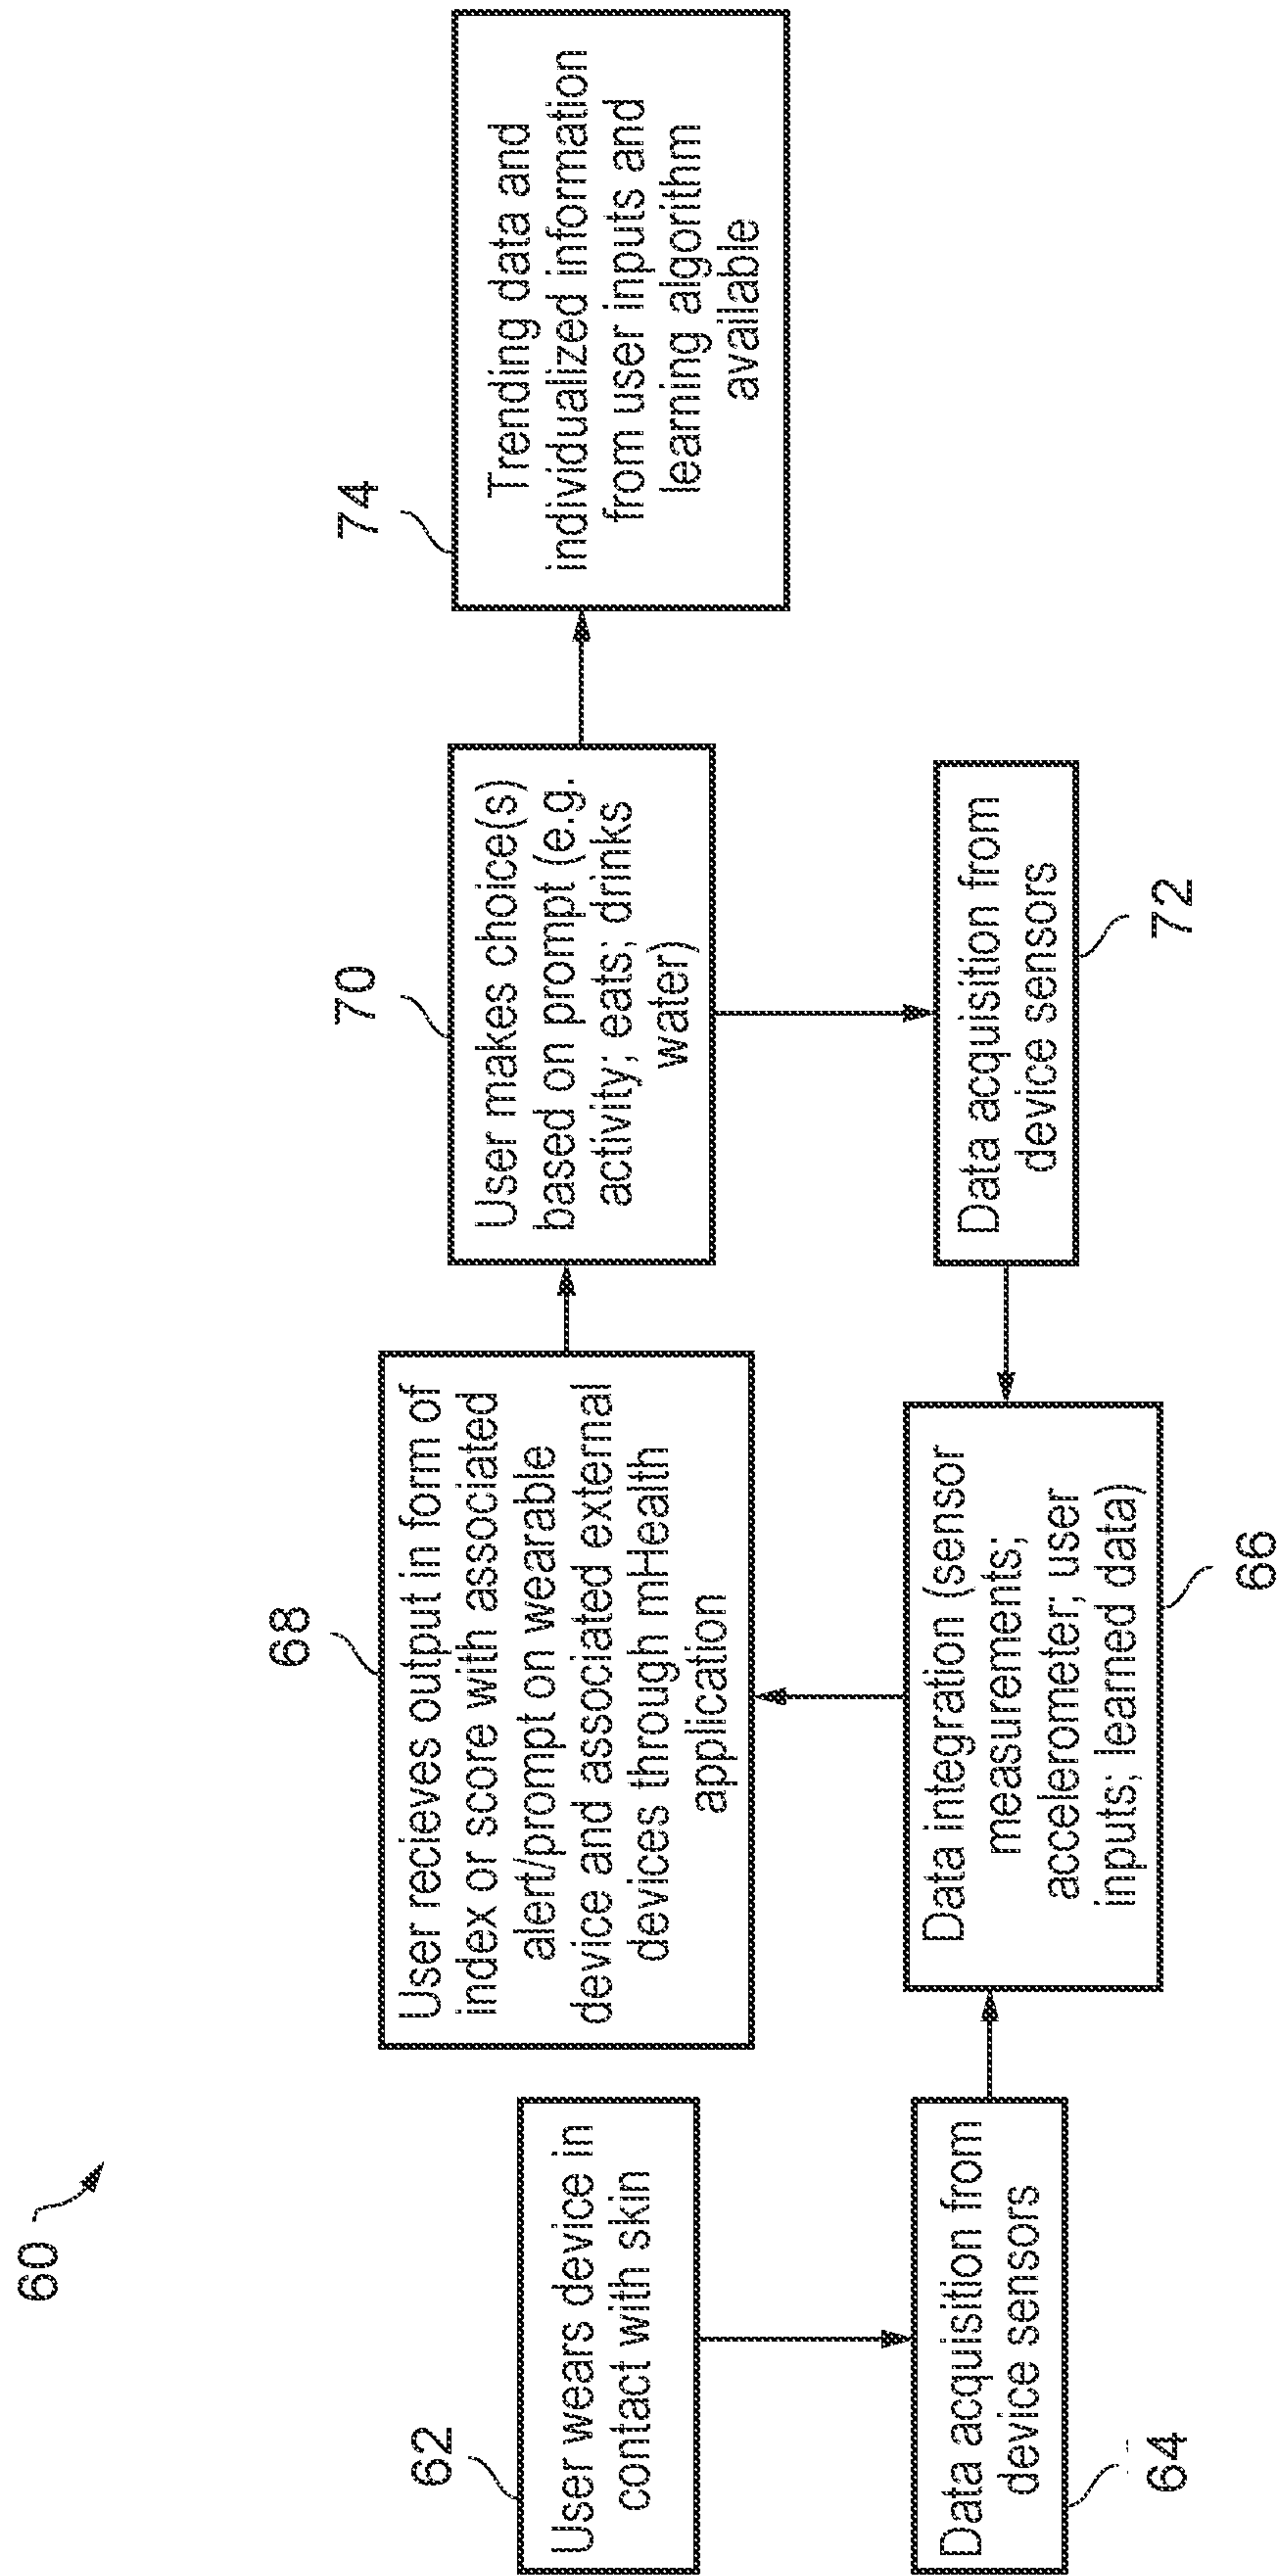 60
62
User wears device in
contact with skin
64
Data acquisition from
device sensors
66
Data integration (sensor
measurements;
accelerometer; user
inputs; learned data)
68
User recieves output in form of
index or score with associated
alert/prompt on wearable
device and associated external
devices through mHealth
application
70
User makes choice(s)
based on prompt (e.g.
activity; eats; drinks
water)
72
Data acquisition from
device sensors
74
Trending data and
individualized information
from user inputs and
learning algorithm
available